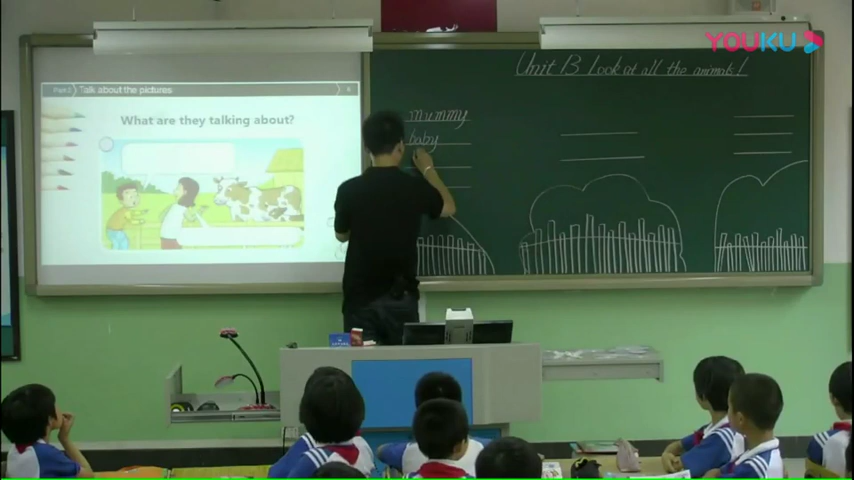 YOUKU
Part 3 Talk about the pictures
What are they talking about?
Unit 13 Look at all the animals!
mummy
baby